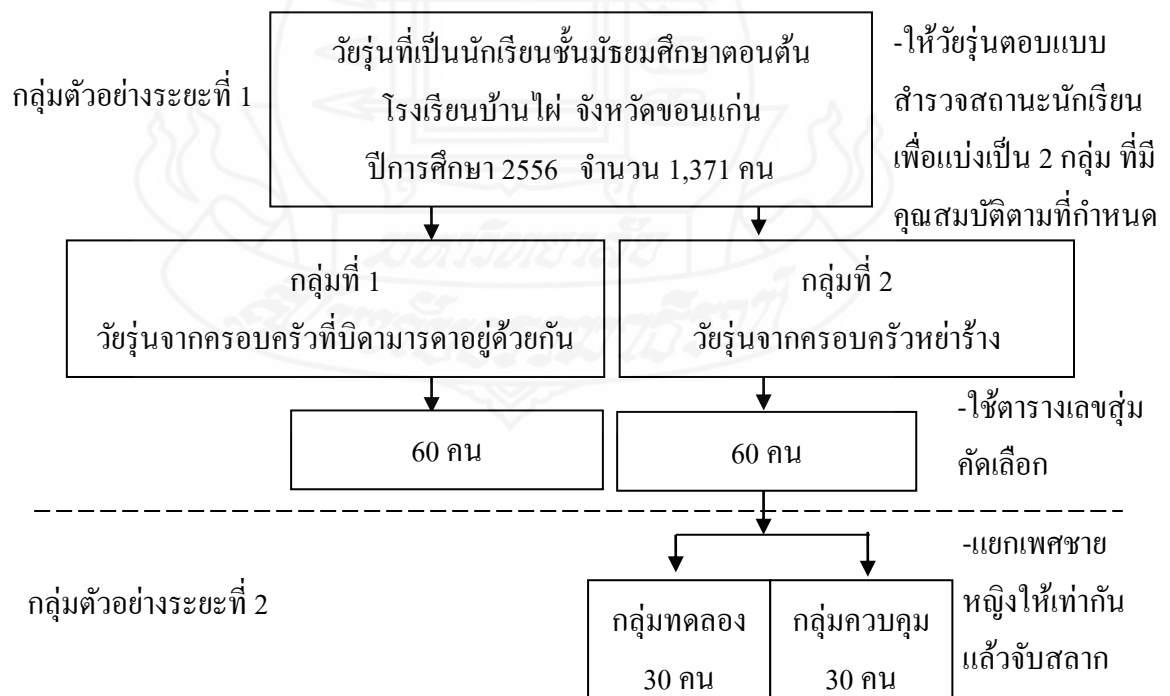 วัยรุ่นที่เป็นนักเรียนชั้นมัธยมศึกษาตอนต้น
โรงเรียนบ้านไผ่ จังหวัดขอนแก่น
ปีการศึกษา 2556 จำนวน 1,371 คน
กลุ่มตัวอย่างระยะที่ 1
-ให้วัยรุ่นตอบแบบ
สำรวจสถานะนักเรียน
เพื่อแบ่งเป็น 2 กลุ่ม ที่มี
คุณสมบัติตามที่กำหนด
กลุ่มที่ 1
วัยรุ่นจากครอบครัวที่บิดามารดาอยู่ด้วยกัน
กลุ่มที่ 2
วัยรุ่นจากครอบครัวหย่าร้าง
60 คน
60 คน
-ใช้ตารางเลขสุ่ม
คัดเลือก
กลุ่มตัวอย่างระยะที่ 2
กลุ่มทดลอง
30 คน
กลุ่มควบคุม
30 คน
-แยกเพศชาย
หญิงให้เท่ากัน
แล้วจับสลาก